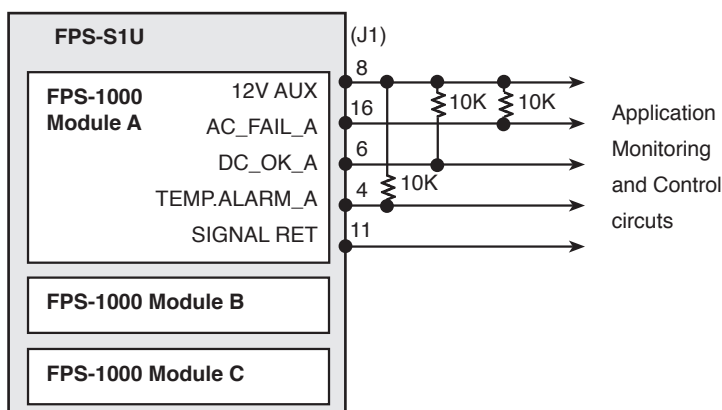 FPS-S1U
(J1)
FPS-1000
Module A
12V AUX
8
AC_FAIL_A
16
DC_OK_A
6
TEMP.ALARM_A
4
SIGNAL RET
11
10K
10K
10K
Application
Monitoring
and Control
circuts
FPS-1000 Module B
FPS-1000 Module C